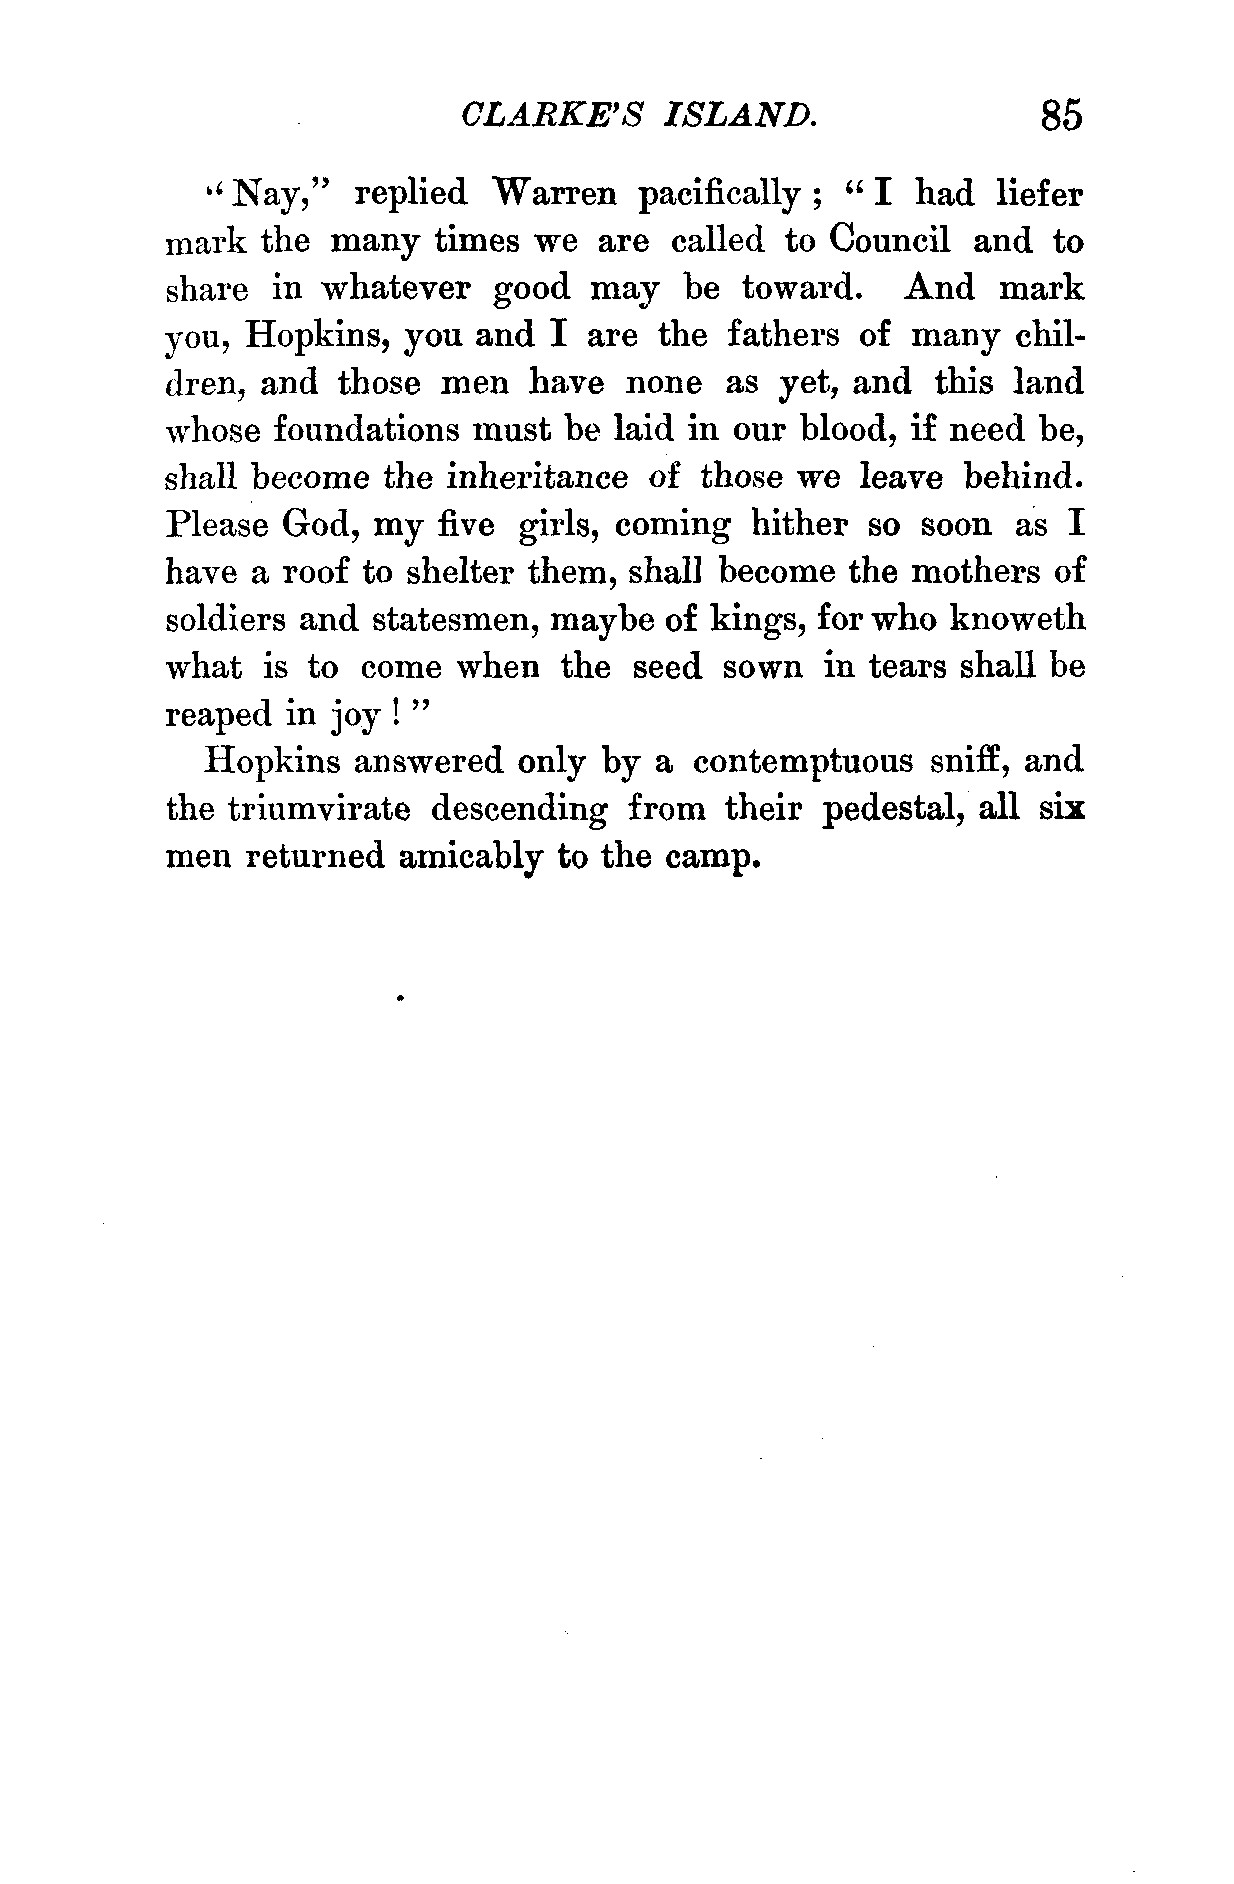 CLARKE'S ISLAND. 85
"Nay," replied Warren pacifically; "I had liefer
mark the many times we are called to Council and to
share in whatever good may be toward. And mark
you, Hopkins, you and I are the fathers of many chil-
dren, and those men have none as yet, and this land
whose foundations must be laid in our blood, if need be,
shall become the inheritance of those we leave behind.
Please God, my five girls, coming hither so soon as I
have a roof to shelter them, shall become the mothers of
soldiers and statesmen, maybe of kings, for who knoweth
what is to come when the seed sown in tears shall be
reaped in joy!"
Hopkins answered only by a contemptuous sniff, and
the triumvirate descending from their pedestal, all six
men returned amicably to the camp.